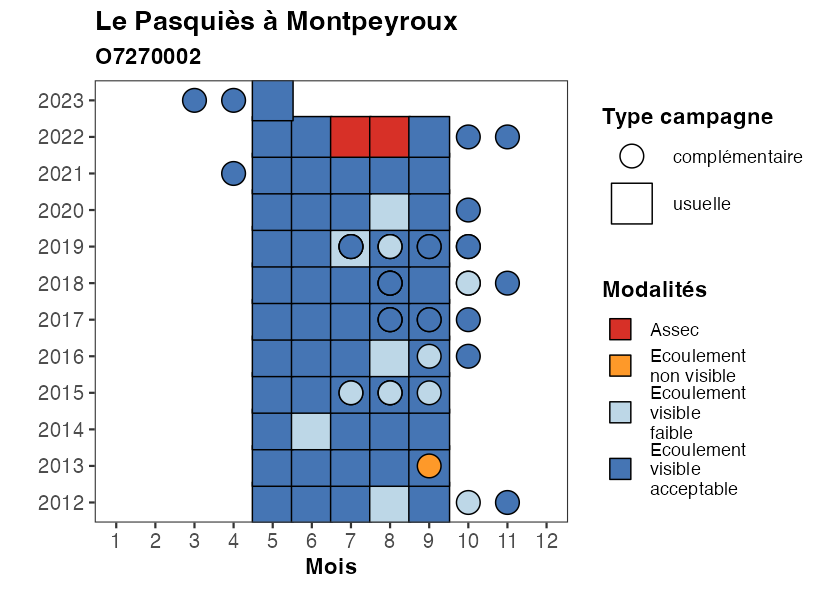 Le Pasquiès à Montpeyroux
O7270002
2023
2022
2021
2020
2019
2018
2017
2016
2015
2014
2013
2012
1 2 3 4 5 6 7 8 9 10 11 12
Mois
Type campagne
complémentaire
usuelle
Modalités
Assec
Ecoulement
non visible
Ecoulement
visible
faible
Ecoulement
visible
acceptable